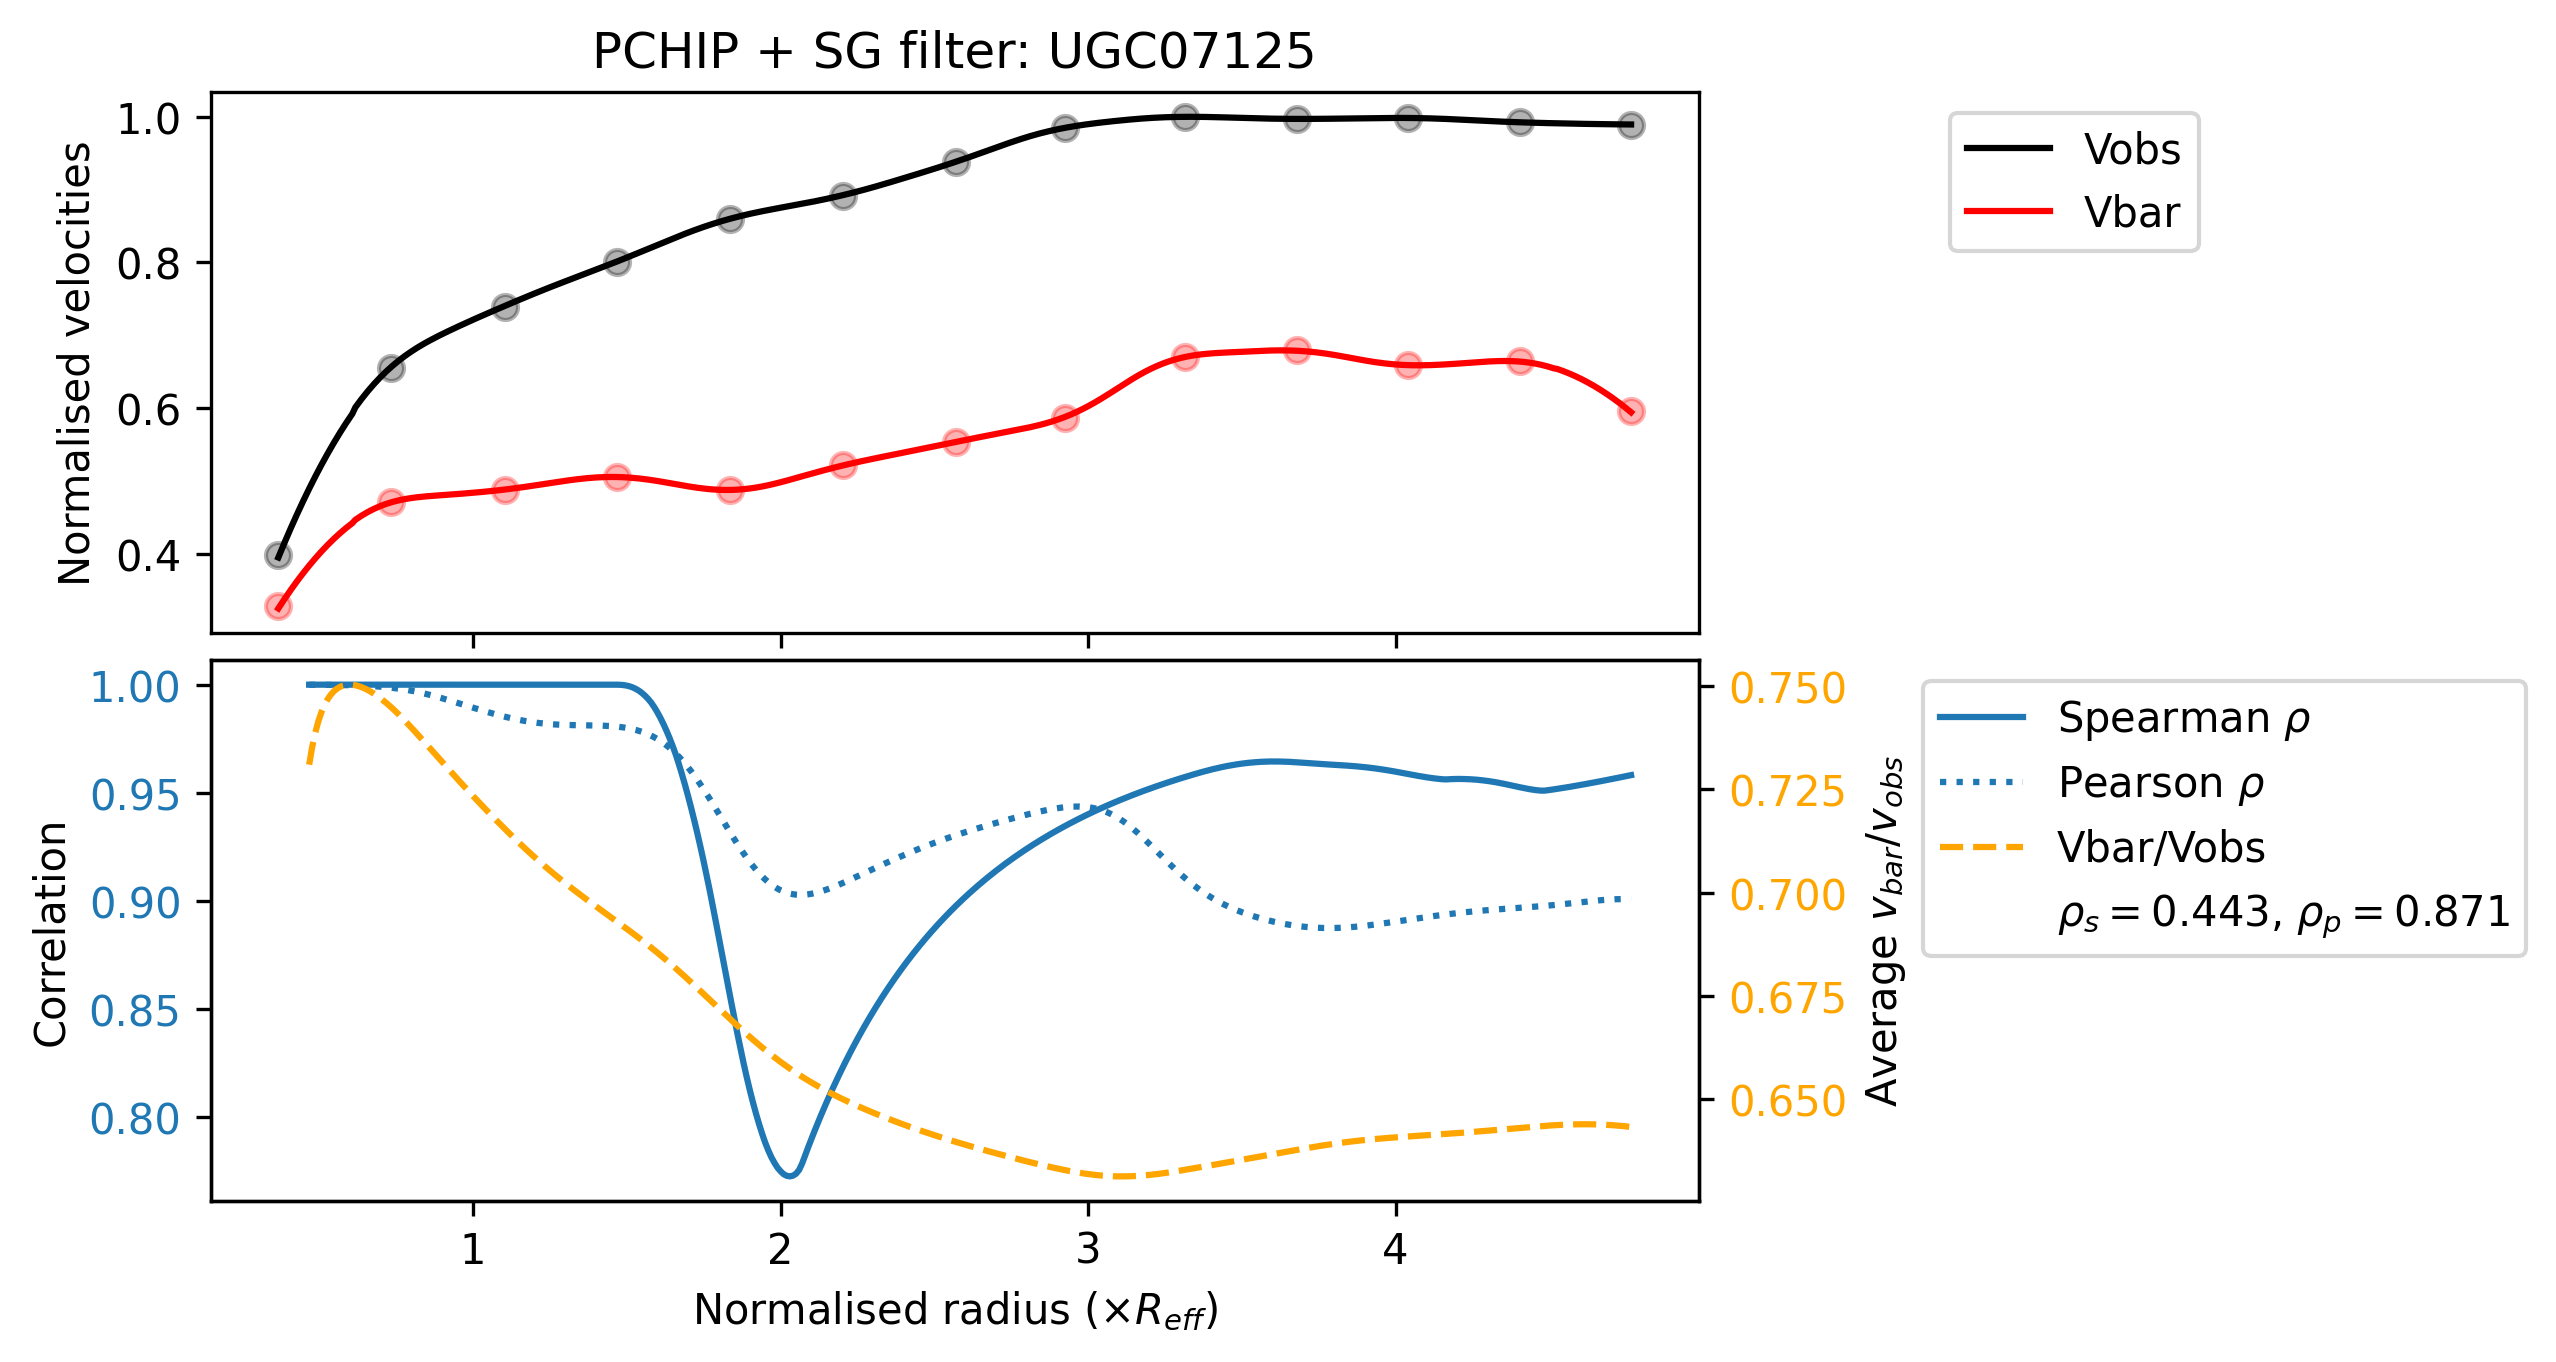 PCHIP + SG filter: UGC07125
Normalised velocities
1.0
0.8
0.6
0.4
Vobs
Vbar
Correlation
1.00
0.95
0.90
0.85
0.80
0.750
0.725
0.700
0.675
0.650
Average v_bar/v_obs
Spearman ρ
Pearson ρ
Vbar/Vobs
ρ_s = 0.443, ρ_p = 0.871
1 2 3 4
Normalised radius (×R_eff)